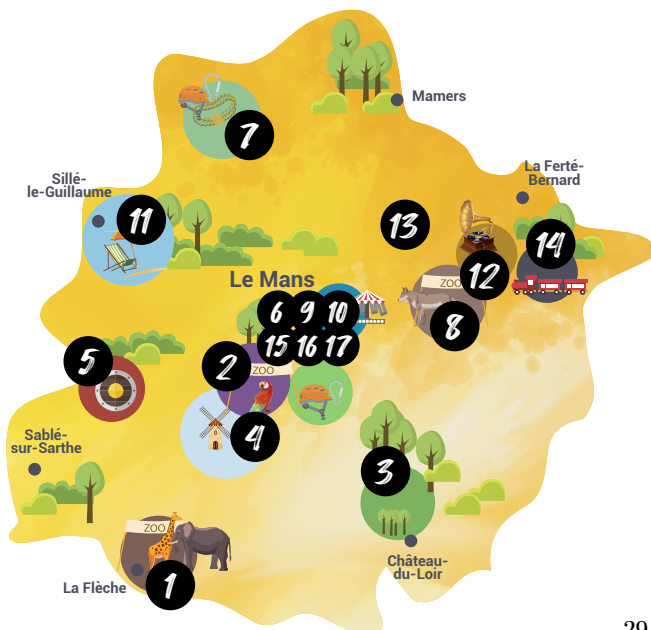 Mamers
7
La Ferté-
Bernard
Sillé-
le-Guillaume
11
13
14
Le Mans
ZOO
12
6 9 10
8
15 16 17
5
2
ZOO
4
Sablé-
sur-Sarthe
3
ZOO
Château-
du-Loir
La Flèche
1
29